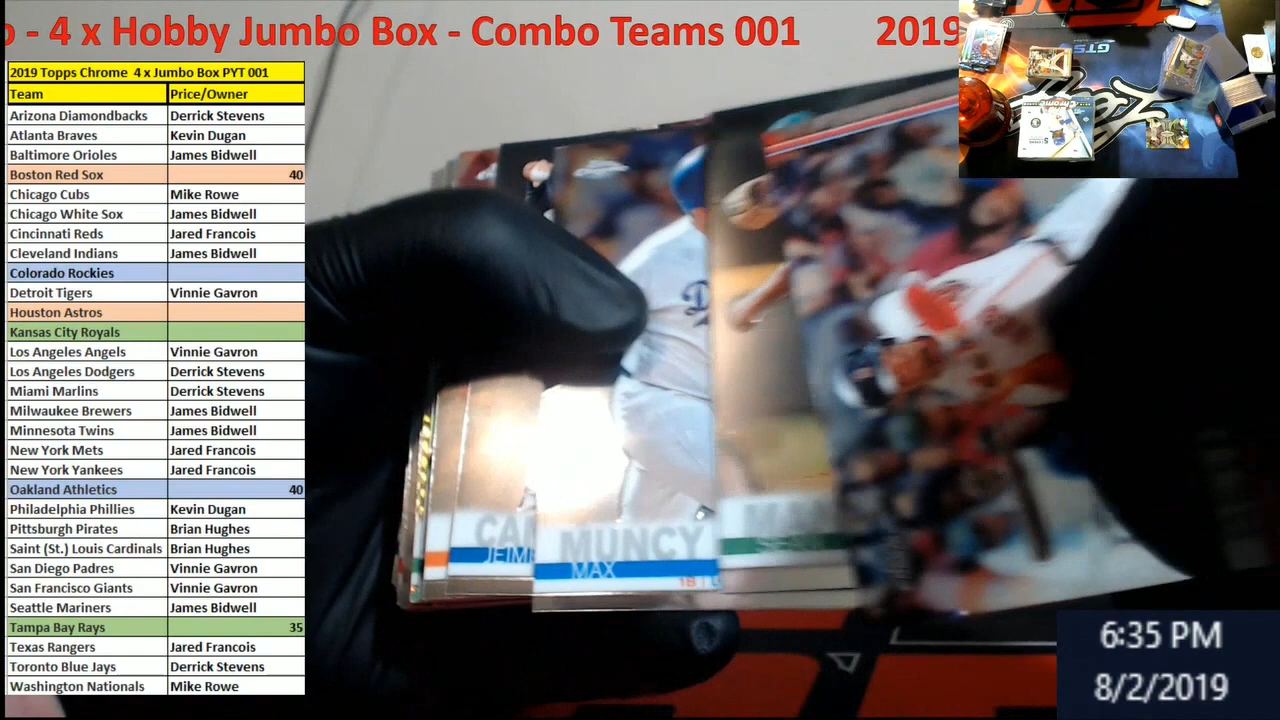 - 4 x Hobby Jumbo Box - Combo Teams 001 2019
2019 Topps Chrome 4 x Jumbo Box PYT 001
Team Price/Owner
Arizona Diamondbacks Derrick Stevens
Atlanta Braves Kevin Dugan
Baltimore Orioles James Bidwell
Boston Red Sox 40
Chicago Cubs Mike Rowe
Chicago White Sox James Bidwell
Cincinnati Reds Jared Francois
Cleveland Indians James Bidwell
Colorado Rockies
Detroit Tigers Vinnie Gavron
Houston Astros
Kansas City Royals
Los Angeles Angels Vinnie Gavron
Los Angeles Dodgers Derrick Stevens
Miami Marlins Derrick Stevens
Milwaukee Brewers James Bidwell
Minnesota Twins James Bidwell
New York Mets Jared Francois
New York Yankees Jared Francois
Oakland Athletics 40
Philadelphia Phillies Kevin Dugan
Pittsburgh Pirates Brian Hughes
Saint (St.) Louis Cardinals Brian Hughes
San Diego Padres Vinnie Gavron
San Francisco Giants Vinnie Gavron
Seattle Mariners James Bidwell
Tampa Bay Rays 35
Texas Rangers Jared Francois
Toronto Blue Jays Derrick Stevens
Washington Nationals Mike Rowe
MUNCY
MAX
6:35 PM
8/2/2019